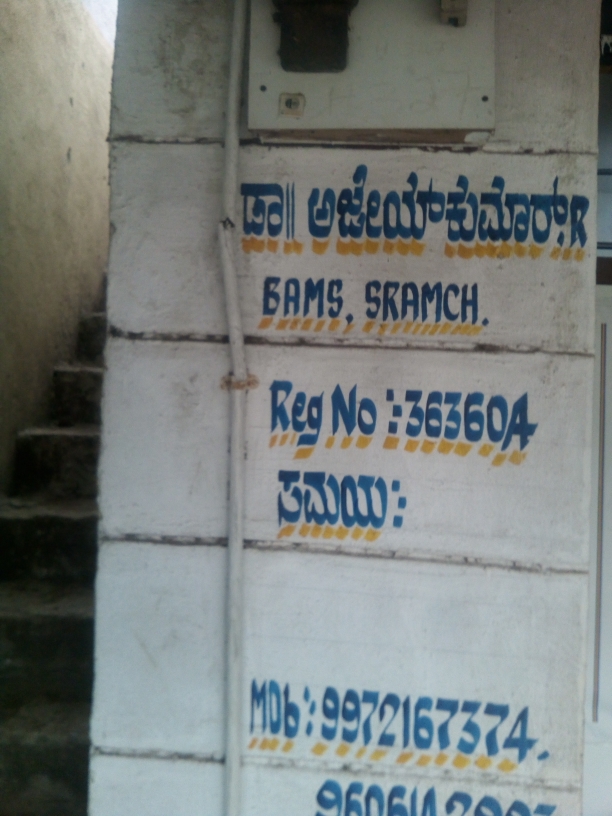 ಡಾ|| ಅಜೇಯ್‌ಕುಮಾರ್.R
BAMS, SRAMCH.
Reg No :- 36360A
ಸಮಯ :-
MOb : 9972167374.